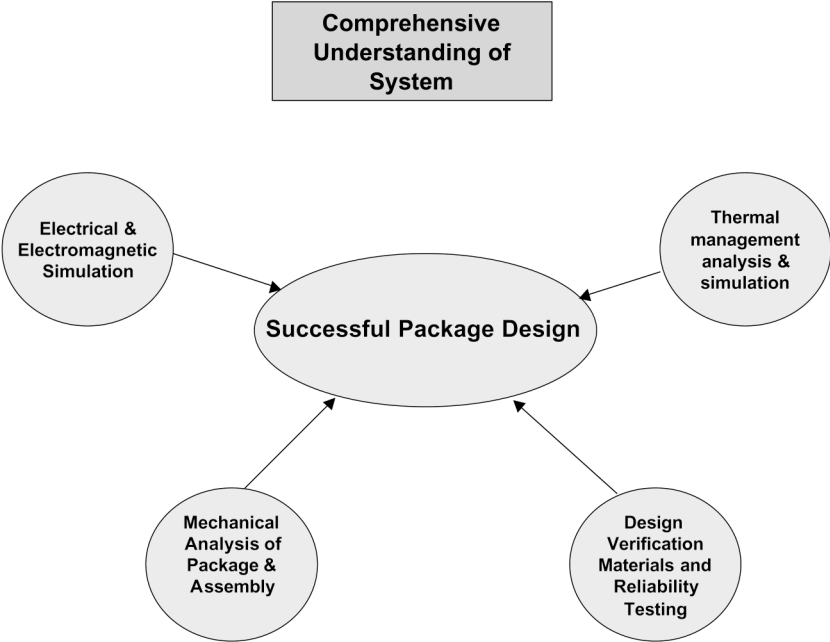 Comprehensive
Understanding of
System
Electrical &
Electromagnetic
Simulation
Thermal
management
analysis &
simulation
Successful Package Design
Mechanical
Analysis of
Package &
Assembly
Design
Verification
Materials and
Reliability
Testing